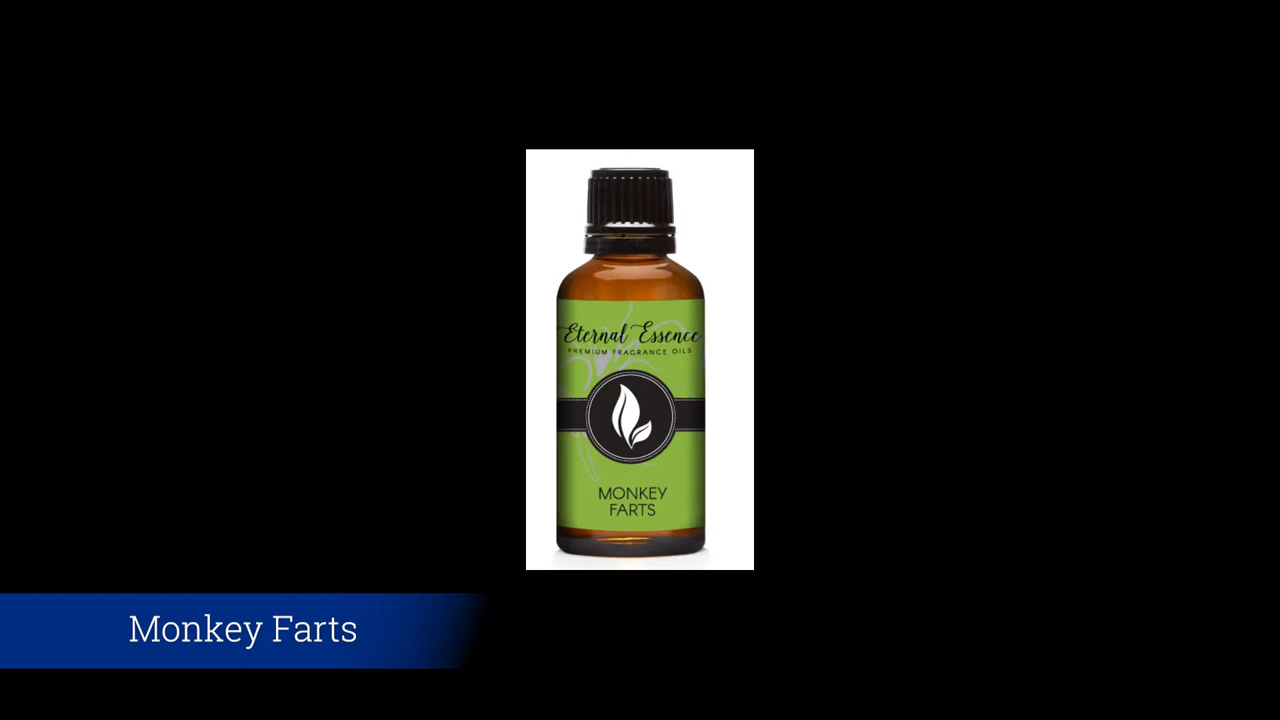 Eternal Essence
PREMIUM FRAGRANCE OILS
MONKEY
FARTS
Monkey Farts